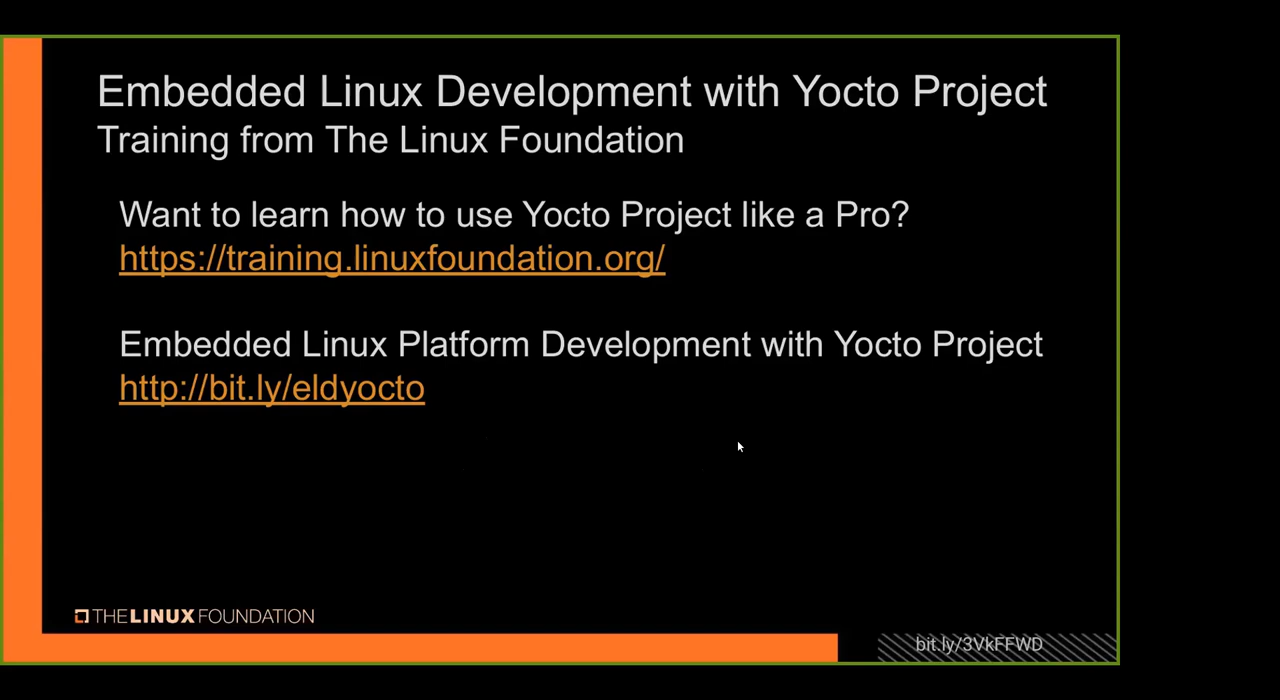 Embedded Linux Development with Yocto Project
Training from The Linux Foundation
Want to learn how to use Yocto Project like a Pro?
https://training.linuxfoundation.org/
Embedded Linux Platform Development with Yocto Project
http://bit.ly/eldyocto
THE LINUX FOUNDATION
bit.ly/3VkFFWD